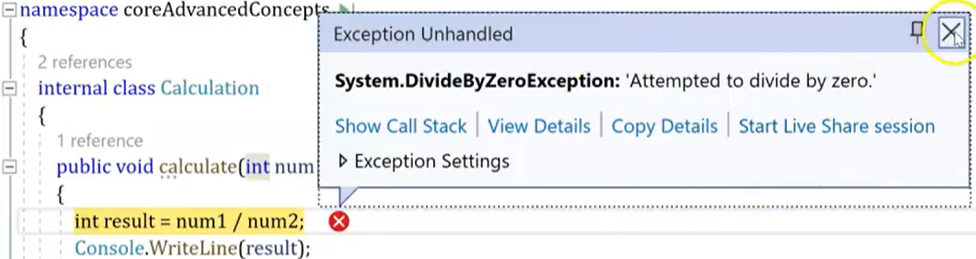 namespace coreAdvancedConcepts
{
2 references
internal class Calculation
{
1 reference
public void calculate(int num
{
int result = num1 / num2;
Console.WriteLine(result);
Exception Unhandled
System.DivideByZeroException: 'Attempted to divide by zero.'
Show Call Stack | View Details | Copy Details | Start Live Share session
Exception Settings